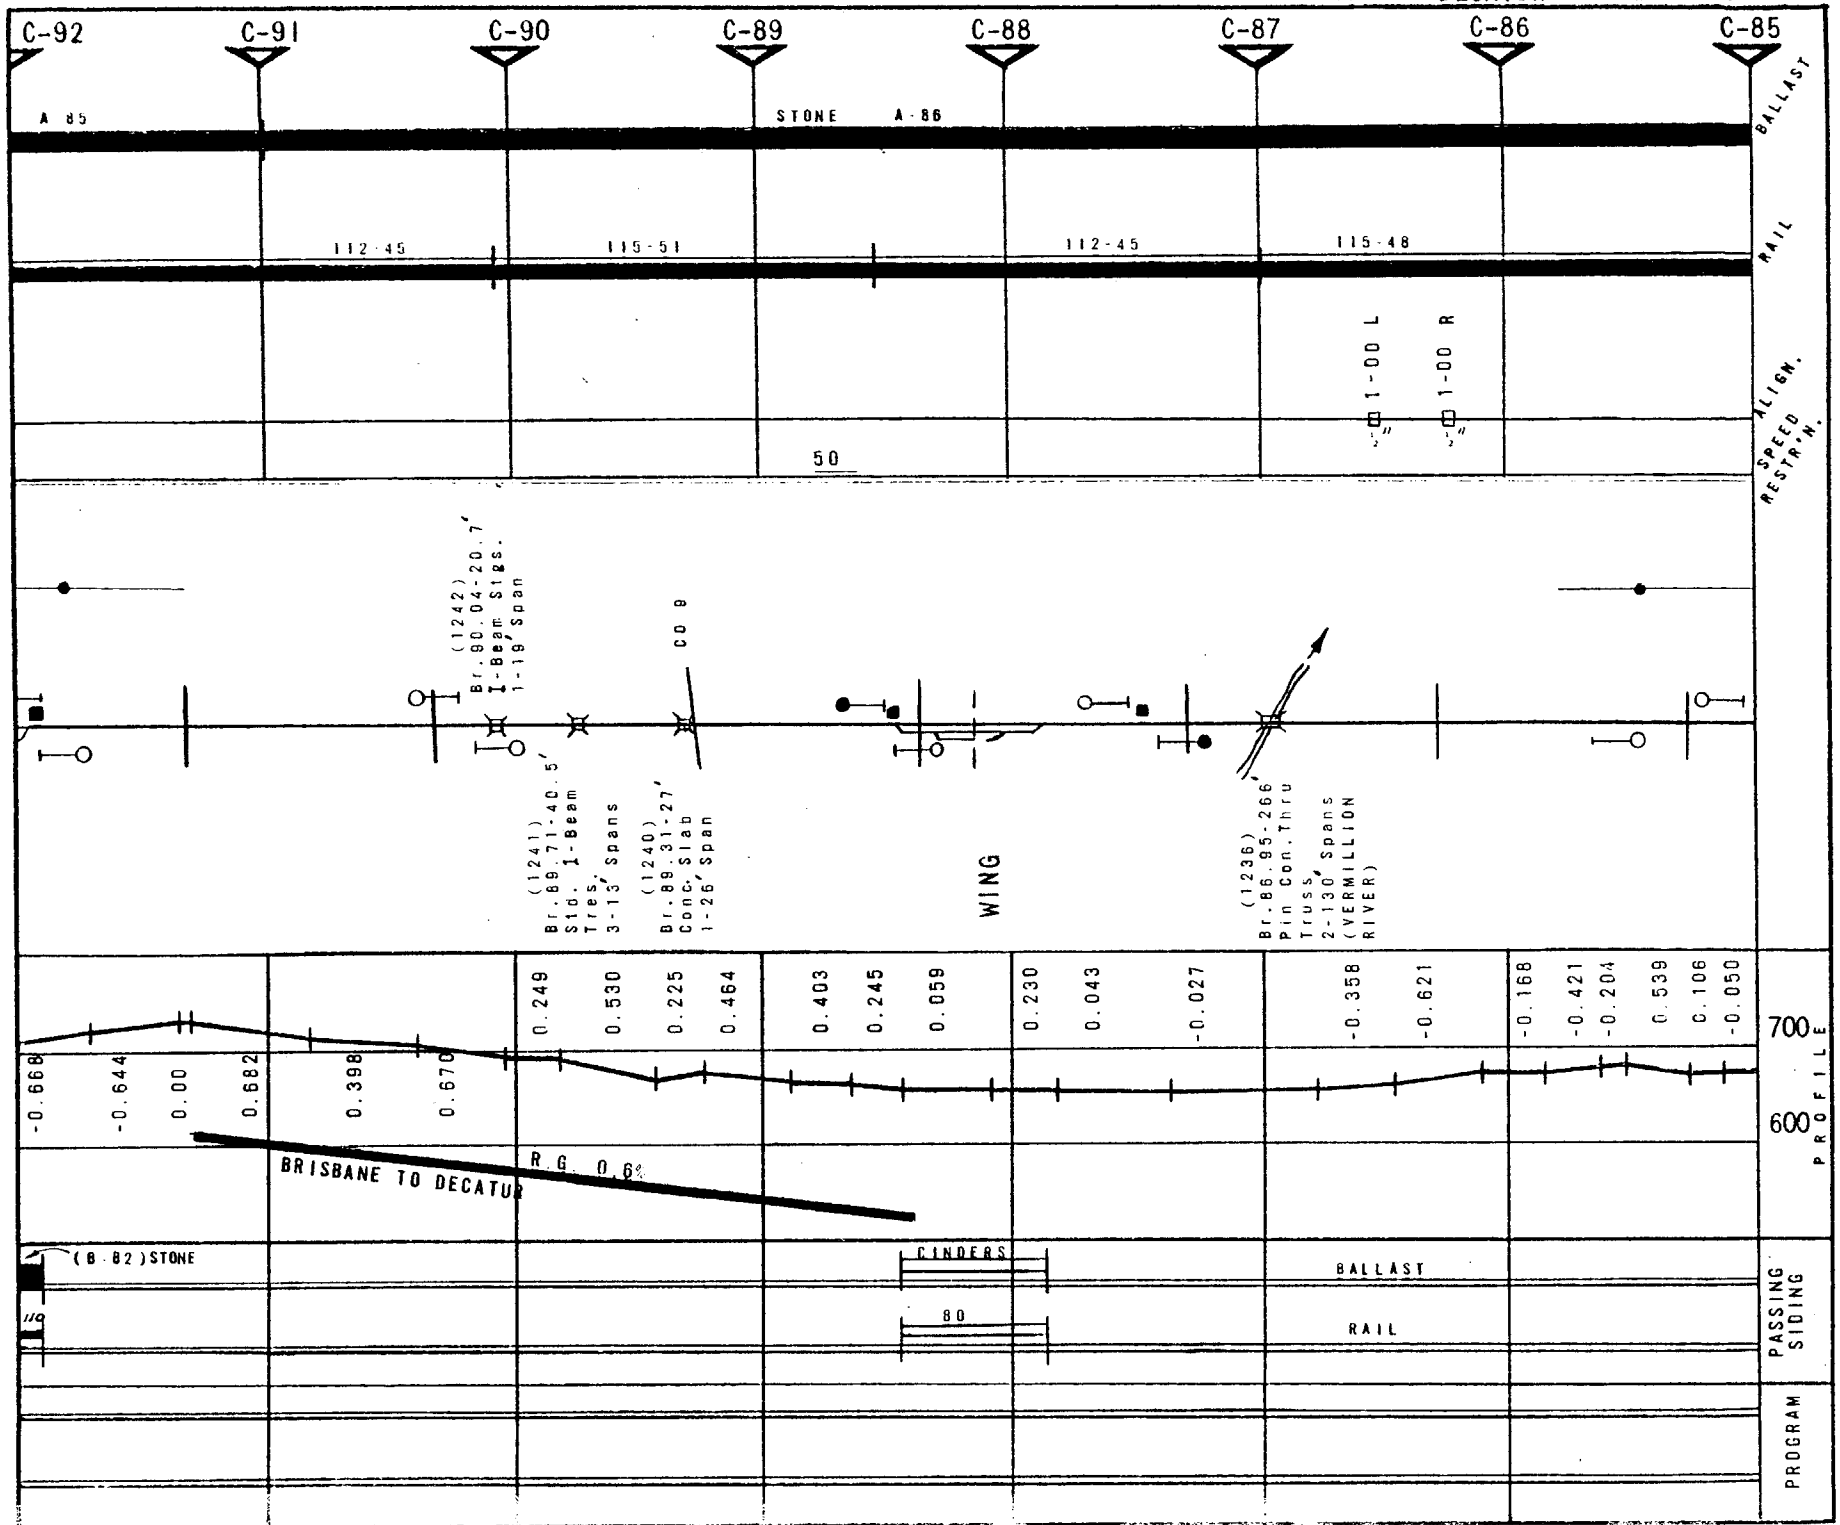 C-92 C-91 C-90 C-89 C-88 C-87 C-86 C-85
A 85
STONE A-86
BALLAST
112-45 115-51 112-45 115-48
RAIL
1-00 L
1-00 R
1/2"
1/2"
ALIGN.
50
SPEED
RESTR'N.
(1242)
Br.90.04-20.7'
I-Beam Stgs.
1-19' Span
CO 9
(1241)
Br.89.71-40.5'
Std. I-Beam
Tres.
3-13' Spans
(1240)
Br.89.31-27'
Conc. Slab
1-26' Span
WING
(1236)
Br.86.95-266'
Pin Con. Thru
Truss
2-130' Spans
(VERMILLION
RIVER)
-0.668
-0.644
0.00
0.682
0.398
0.670
0.249
0.530
0.225
0.464
0.403
0.245
0.059
0.230
0.043
-0.027
-0.358
-0.621
-0.168
-0.421
-0.204
0.539
0.106
-0.050
700
600
PROFILE
R.G. 0.6%
BRISBANE TO DECATUR
(B-82) STONE
CINDERS
BALLAST
110
80
RAIL
PASSING
SIDING
PROGRAM